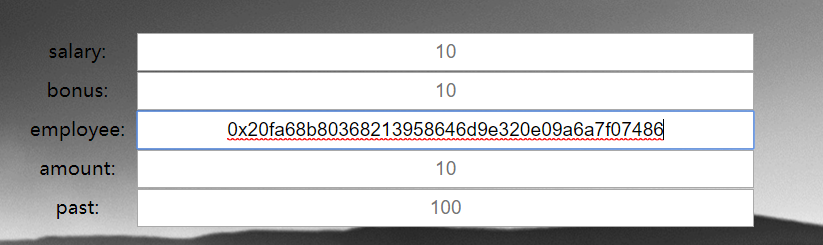 salary: 10
bonus: 10
employee: 0x20fa68b80368213958646d9e320e09a6a7f07486
amount: 10
past: 100